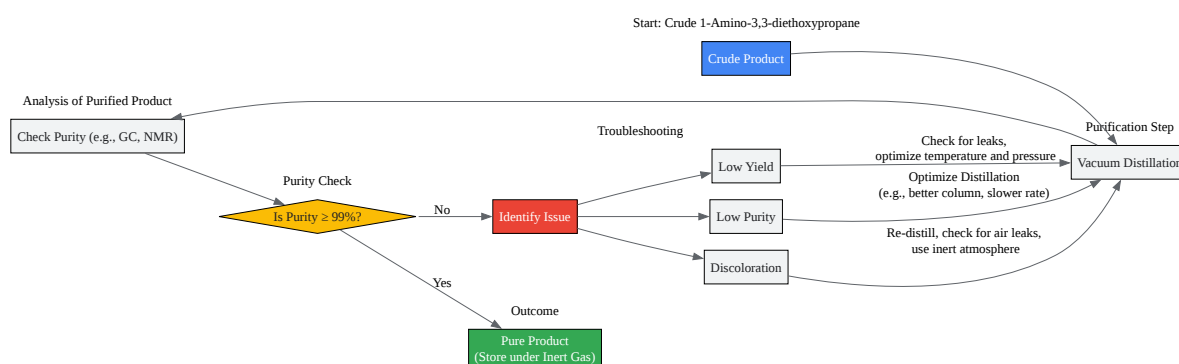 Start: Crude 1-Amino-3,3-diethoxypropane
Crude Product
Analysis of Purified Product
Check Purity (e.g., GC, NMR)
Purification Step
Vacuum Distillation
Troubleshooting
Check for leaks,
optimize temperature and pressure
Low Yield
Optimize Distillation
(e.g., better column, slower rate)
Purity Check
Is Purity ≥ 99%?
No
Identify Issue
Low Purity
Re-distill, check for air leaks,
use inert atmosphere
Discoloration
Yes
Outcome
Pure Product
(Store under Inert Gas)